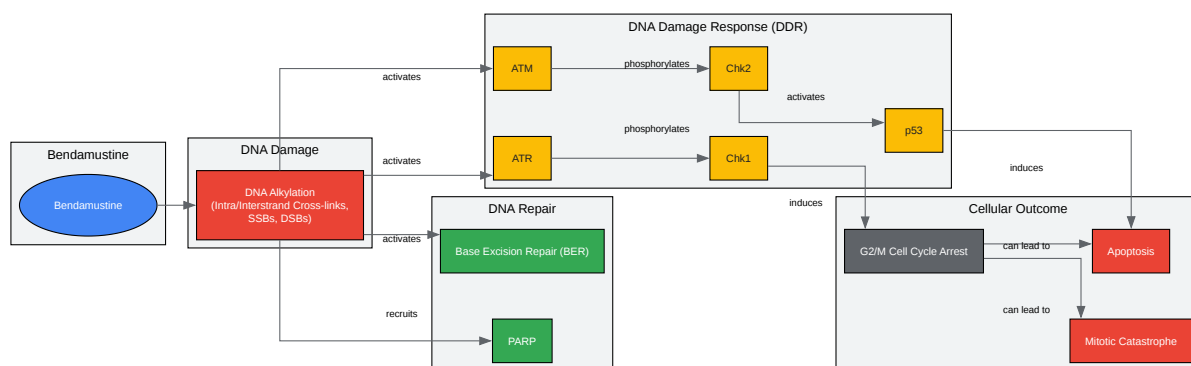 DNA Damage Response (DDR)
ATM
phosphorylates
Chk2
activates
activates
p53
phosphorylates
ATR
Chk1
Bendamustine
DNA Damage
activates
induces
DNA Alkylation
(Intra/Interstrand Cross-links,
SSBs, DSBs)
Bendamustine
DNA Repair
induces
Cellular Outcome
activates
Base Excision Repair (BER)
G2/M Cell Cycle Arrest
can lead to
Apoptosis
recruits
can lead to
PARP
Mitotic Catastrophe